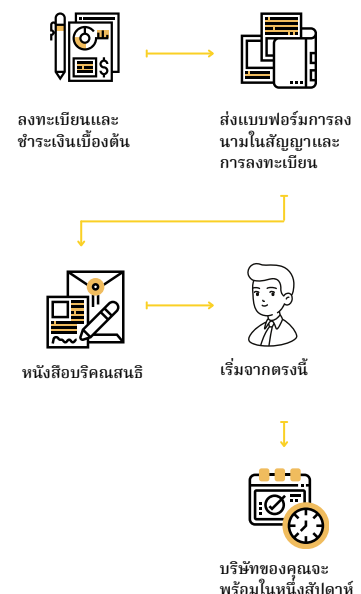 ลงทะเบียนและ
ชำระเงินเบื้องต้น
ส่งแบบฟอร์มการลง
นามในสัญญาและ
การลงทะเบียน
หนังสือบริคณสนธิ
เริ่มจากตรงนี้
บริษัทของคุณจะ
พร้อมในหนึ่งสัปดาห์